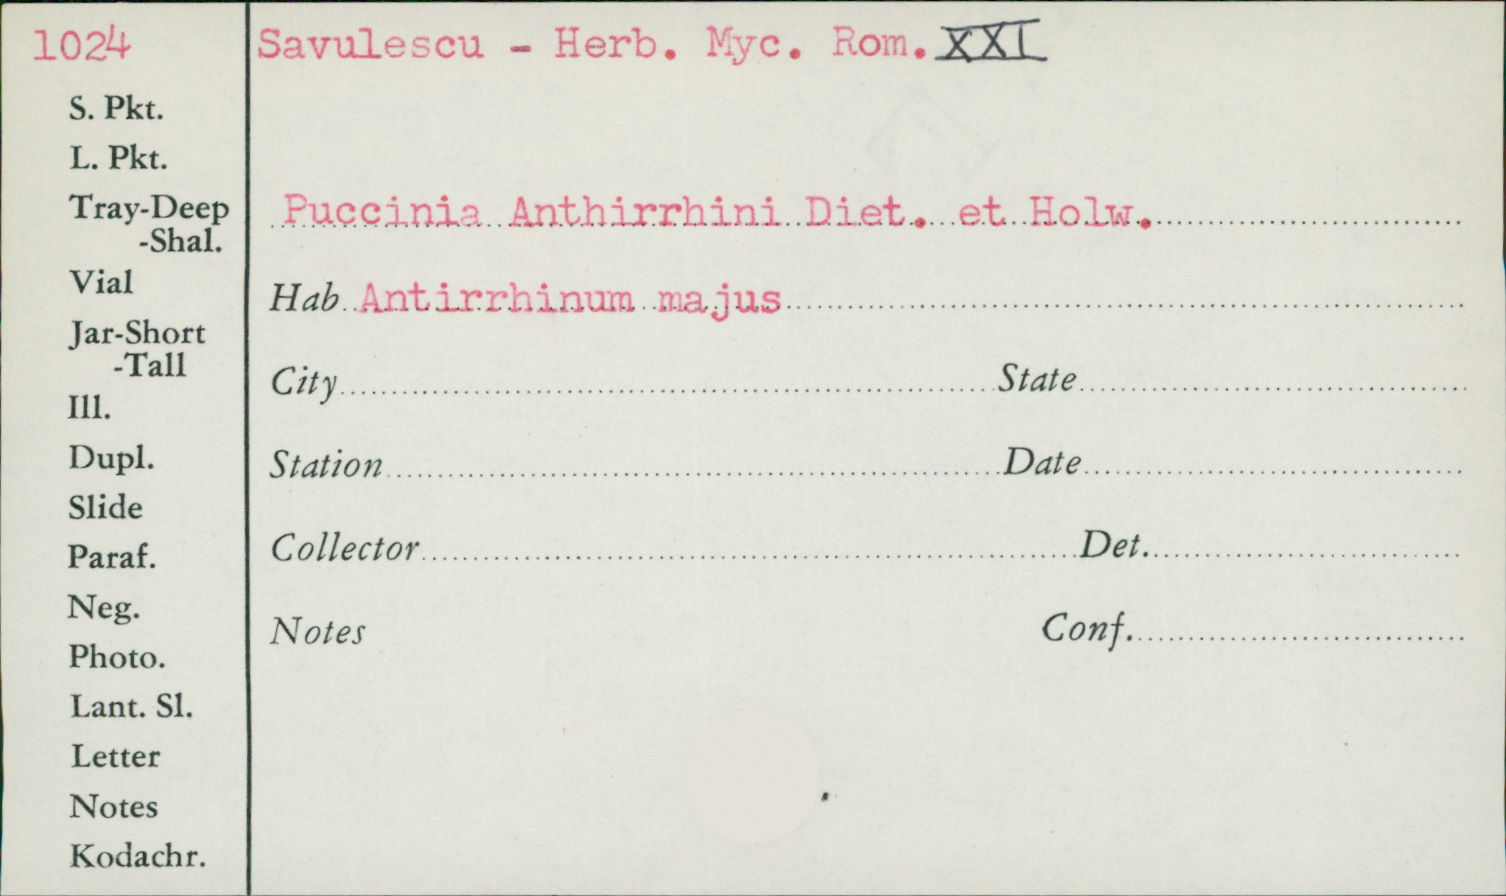 1024
Savulescu - Herb. Myc. Rom. XXI
S. Pkt.
L. Pkt.
Tray-Deep
-Shal.
Vial
Jar-Short
-Tall
Ill.
Dupl.
Slide
Paraf.
Neg.
Photo.
Lant. Sl.
Letter
Notes
Kodachr.
Puccinia Anthirrhini Diet. et Holw.
Hab Antirrhinum majus
City State
Station Date
Collector Det.
Notes Conf.